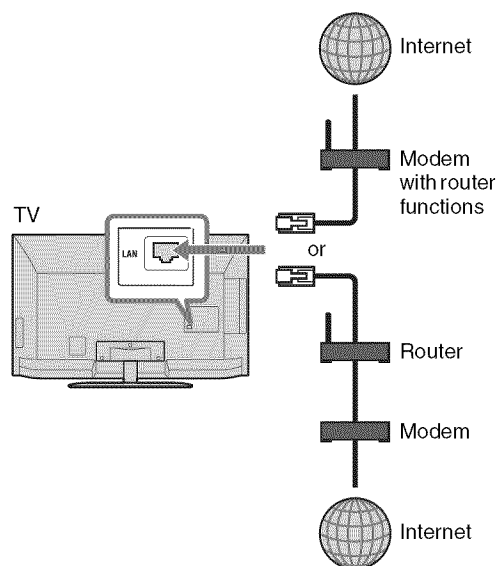 Internet
Modem
with router
functions
TV
LAN
or
Router
Modem
Internet